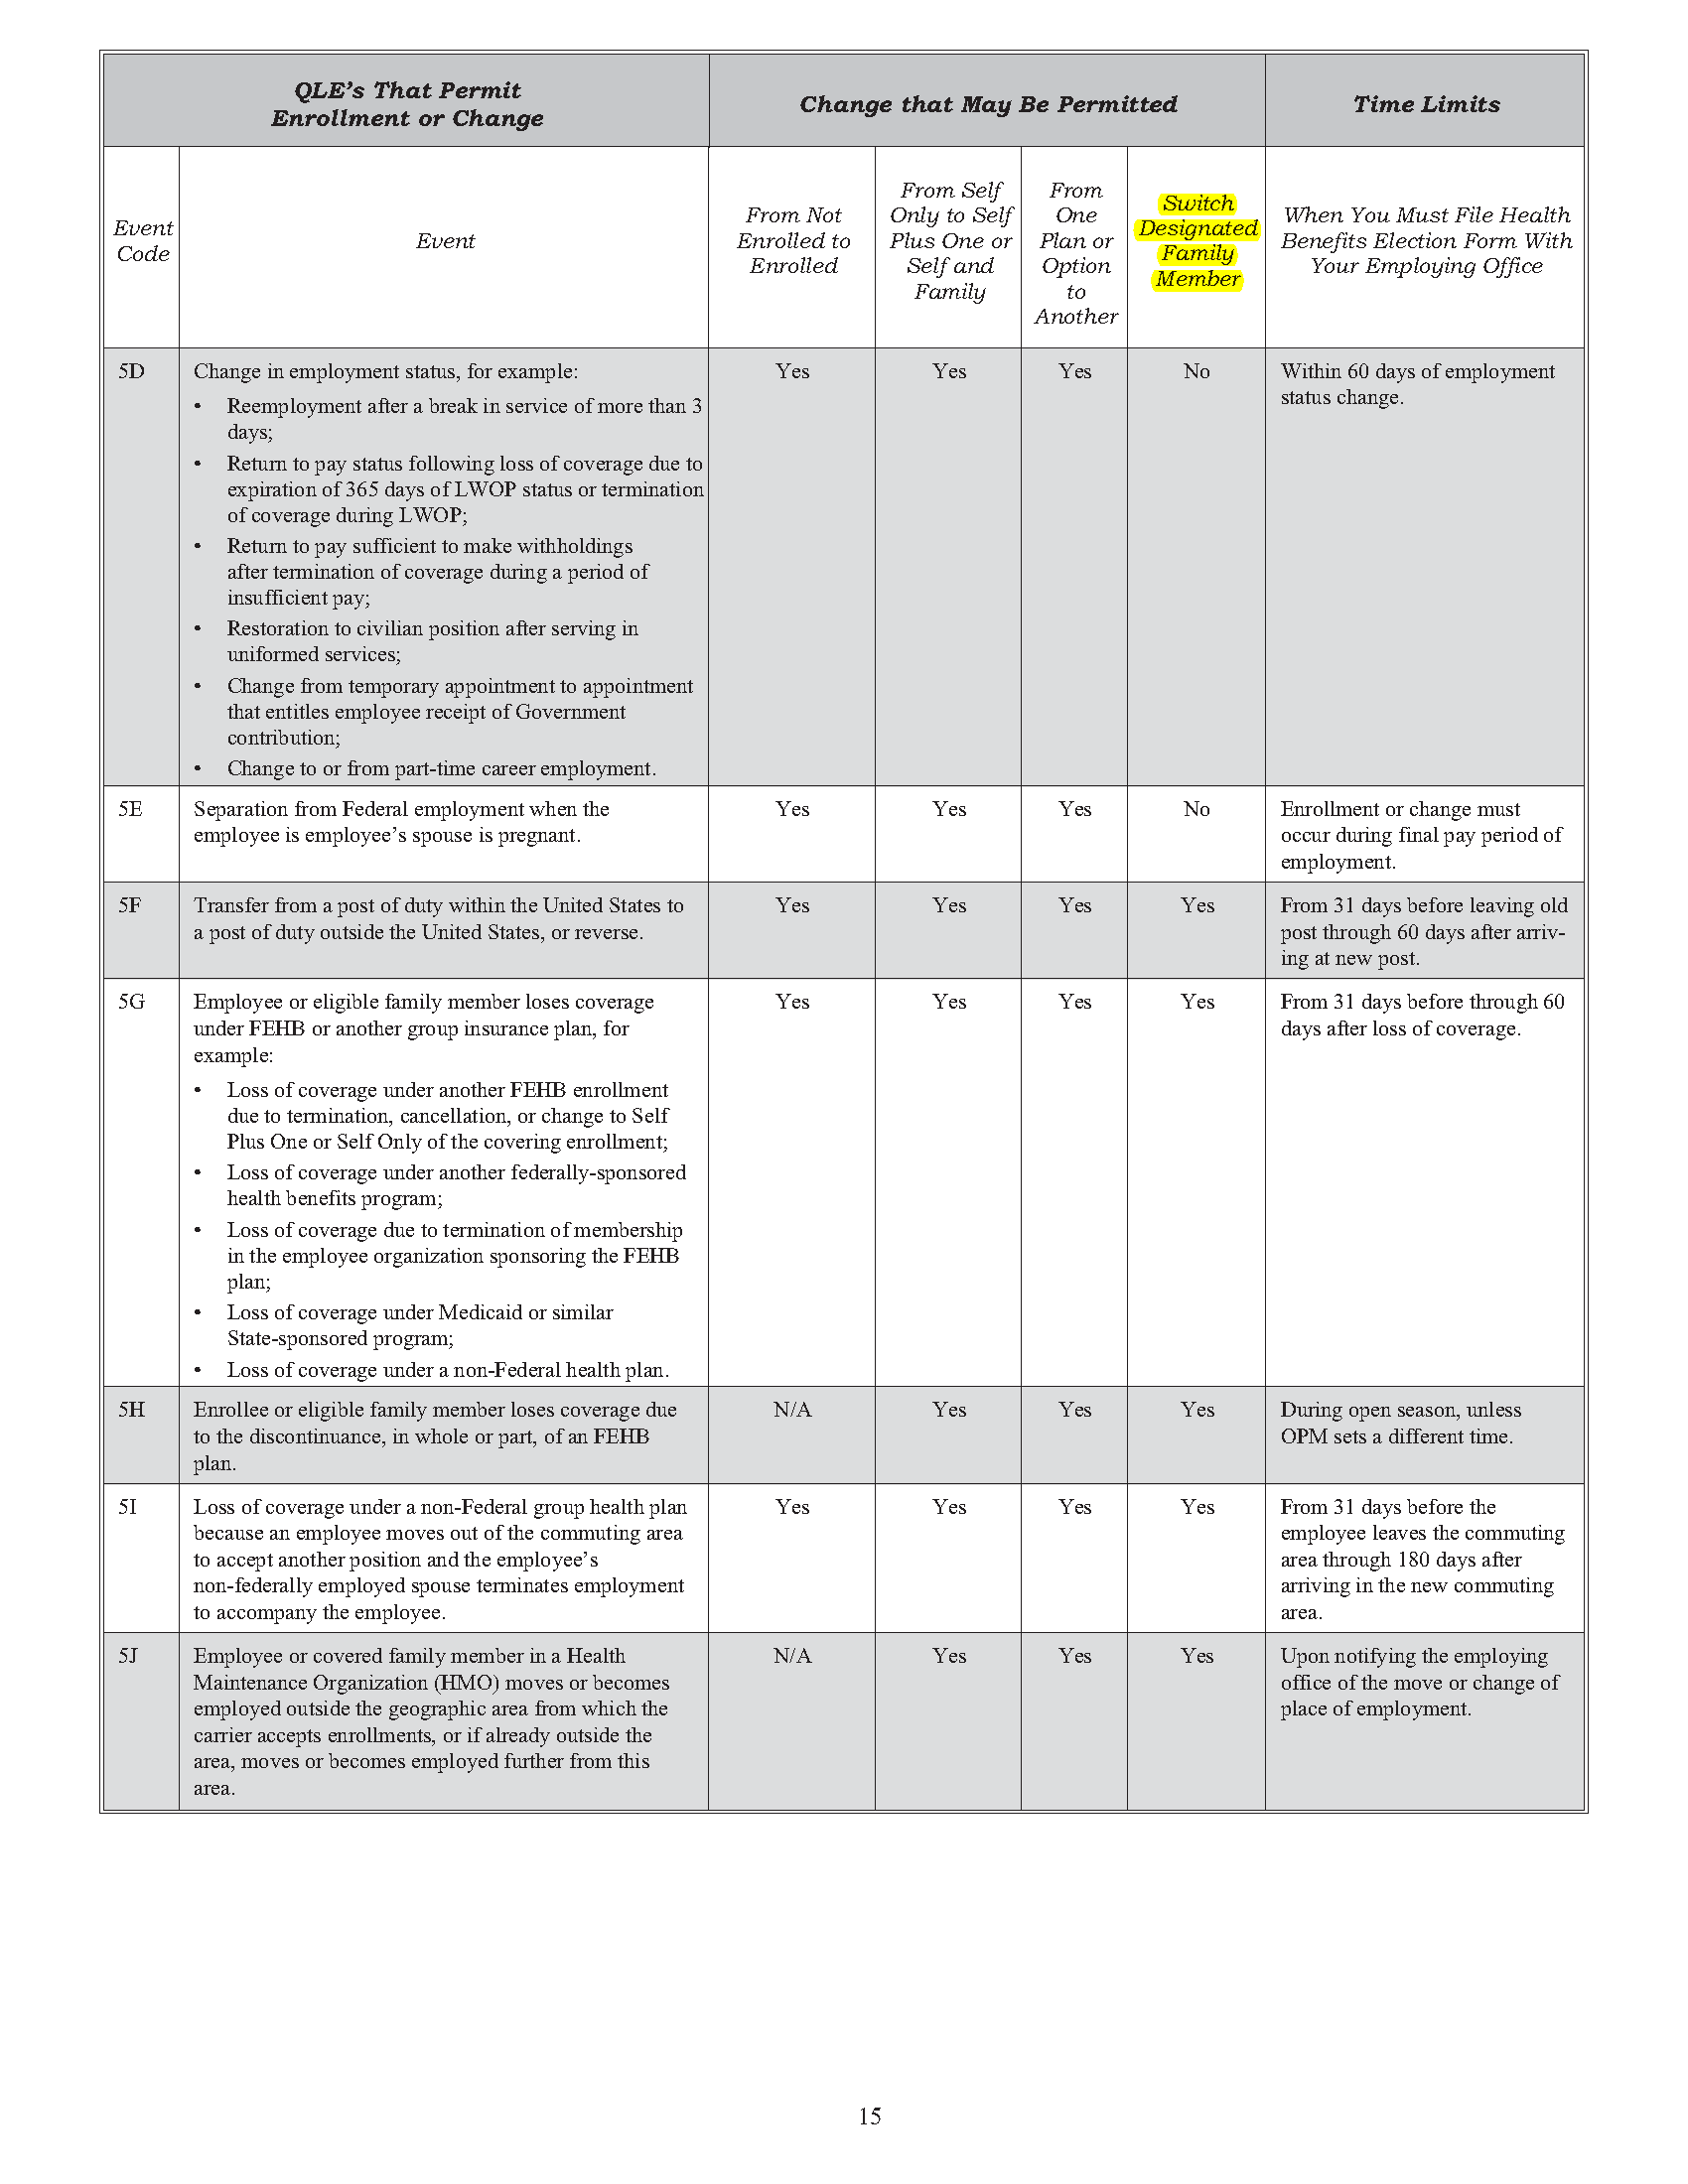 QLE’s That Permit
Enrollment or Change
Change that May Be Permitted
Time Limits
Event
Code
Event
From Not
Enrolled to
Enrolled
From Self
Only to Self
Plus One or
Self and
Family
From
One
Plan or
Option
to
Another
Switch
Designated
Family
Member
When You Must File Health
Benefits Election Form With
Your Employing Office
5D
Change in employment status, for example:
• Reemployment after a break in service of more than 3
days;
• Return to pay status following loss of coverage due to
expiration of 365 days of LWOP status or termination
of coverage during LWOP;
• Return to pay sufficient to make withholdings
after termination of coverage during a period of
insufficient pay;
• Restoration to civilian position after serving in
uniformed services;
• Change from temporary appointment to appointment
that entitles employee receipt of Government
contribution;
• Change to or from part-time career employment.
Yes
Yes
Yes
No
Within 60 days of employment
status change.
5E
Separation from Federal employment when the
employee is employee’s spouse is pregnant.
Yes
Yes
Yes
No
Enrollment or change must
occur during final pay period of
employment.
5F
Transfer from a post of duty within the United States to
a post of duty outside the United States, or reverse.
Yes
Yes
Yes
Yes
From 31 days before leaving old
post through 60 days after arriv-
ing at new post.
5G
Employee or eligible family member loses coverage
under FEHB or another group insurance plan, for
example:
• Loss of coverage under another FEHB enrollment
due to termination, cancellation, or change to Self
Plus One or Self Only of the covering enrollment;
• Loss of coverage under another federally-sponsored
health benefits program;
• Loss of coverage due to termination of membership
in the employee organization sponsoring the FEHB
plan;
• Loss of coverage under Medicaid or similar
State-sponsored program;
• Loss of coverage under a non-Federal health plan.
Yes
Yes
Yes
Yes
From 31 days before through 60
days after loss of coverage.
5H
Enrollee or eligible family member loses coverage due
to the discontinuance, in whole or part, of an FEHB
plan.
N/A
Yes
Yes
Yes
During open season, unless
OPM sets a different time.
5I
Loss of coverage under a non-Federal group health plan
because an employee moves out of the commuting area
to accept another position and the employee’s
non-federally employed spouse terminates employment
to accompany the employee.
Yes
Yes
Yes
Yes
From 31 days before the
employee leaves the commuting
area through 180 days after
arriving in the new commuting
area.
5J
Employee or covered family member in a Health
Maintenance Organization (HMO) moves or becomes
employed outside the geographic area from which the
carrier accepts enrollments, or if already outside the
area, moves or becomes employed further from this
area.
N/A
Yes
Yes
Yes
Upon notifying the employing
office of the move or change of
place of employment.
15